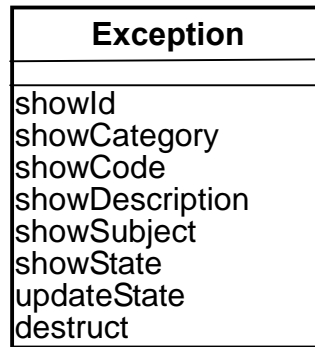 Exception
showId
showCategory
showCode
showDescription
showSubject
showState
updateState
destruct